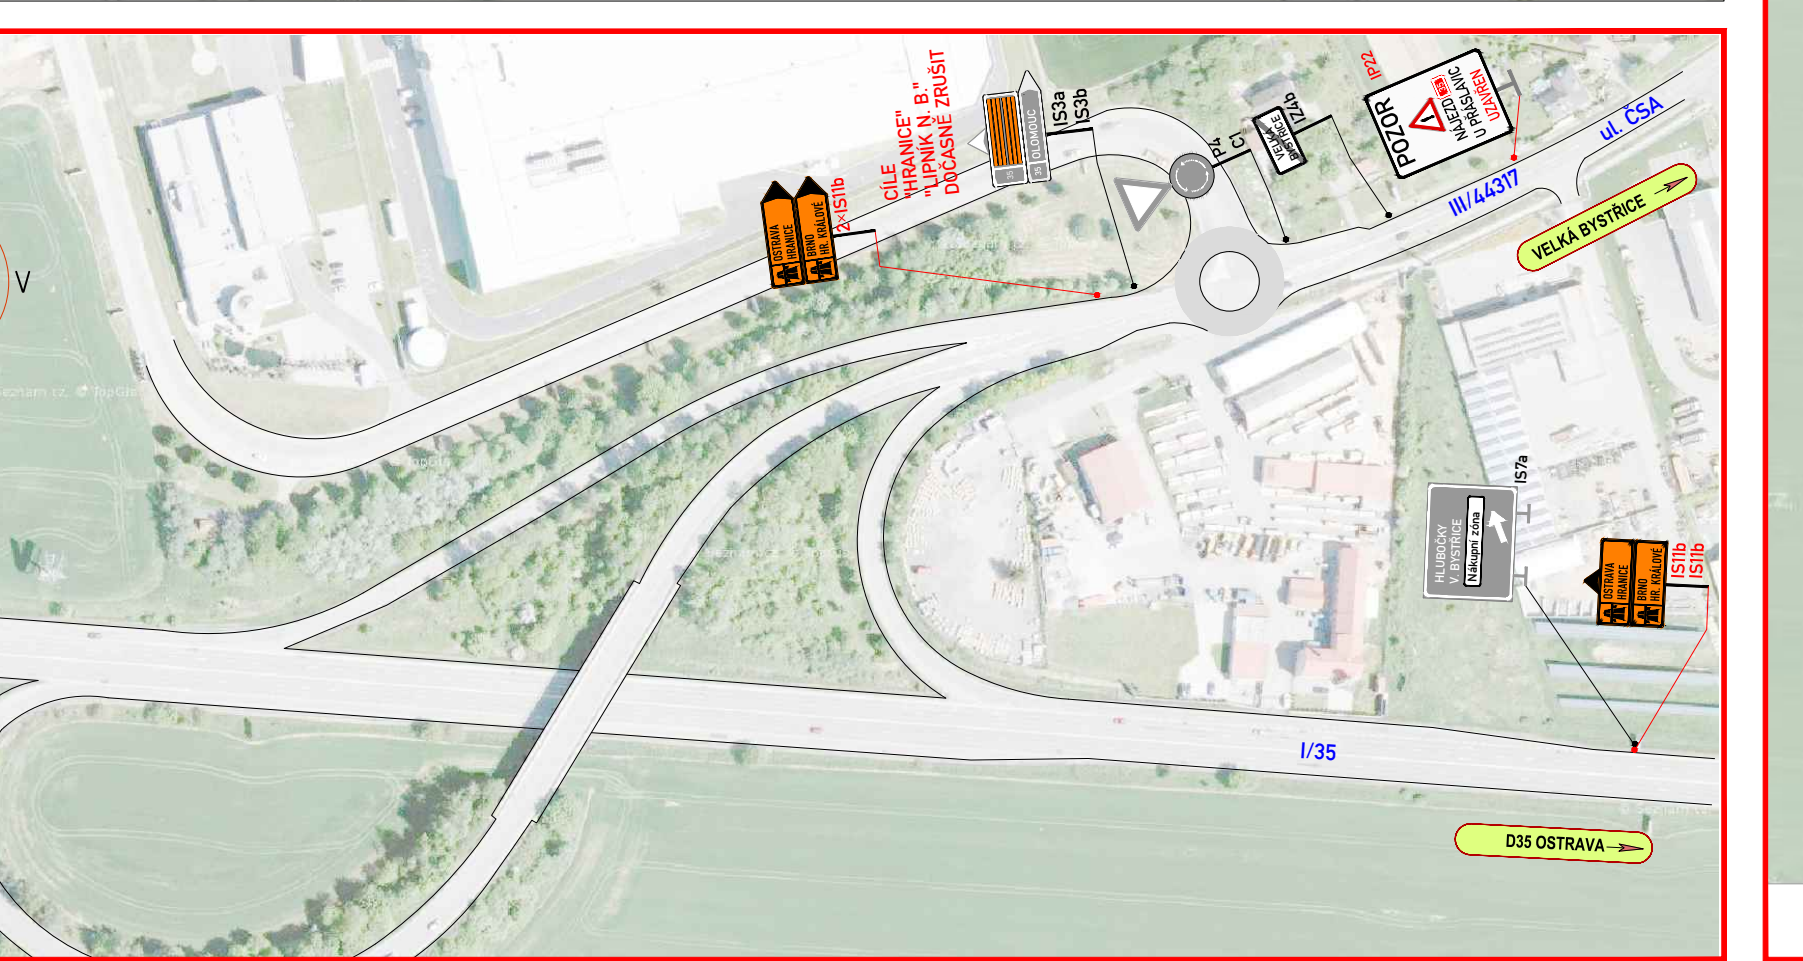 V
CÍLE
"HRANICE"
"LIPNÍK N. B."
DOČASNĚ ZRUŠIT
OSTRAVA
HRANICE
BRNO
HR. KRÁLOVÉ
2×IS11b
35
35 OLOMOUC
IS3a
IS3b
P4
C1
VELKÁ
BYSTŘICE
IZ4b
IP22
POZOR
NÁJEZD
U PŘÁSLAVIC
UZAVŘEN
ul. ČSA
III/44317
VELKÁ BYSTŘICE
HLUBOČKY
V. BYSTŘICE
Nákupní zóna
IS7a
OSTRAVA
HRANICE
BRNO
HR. KRÁLOVÉ
IS11b
IS11b
I/35
D35 OSTRAVA